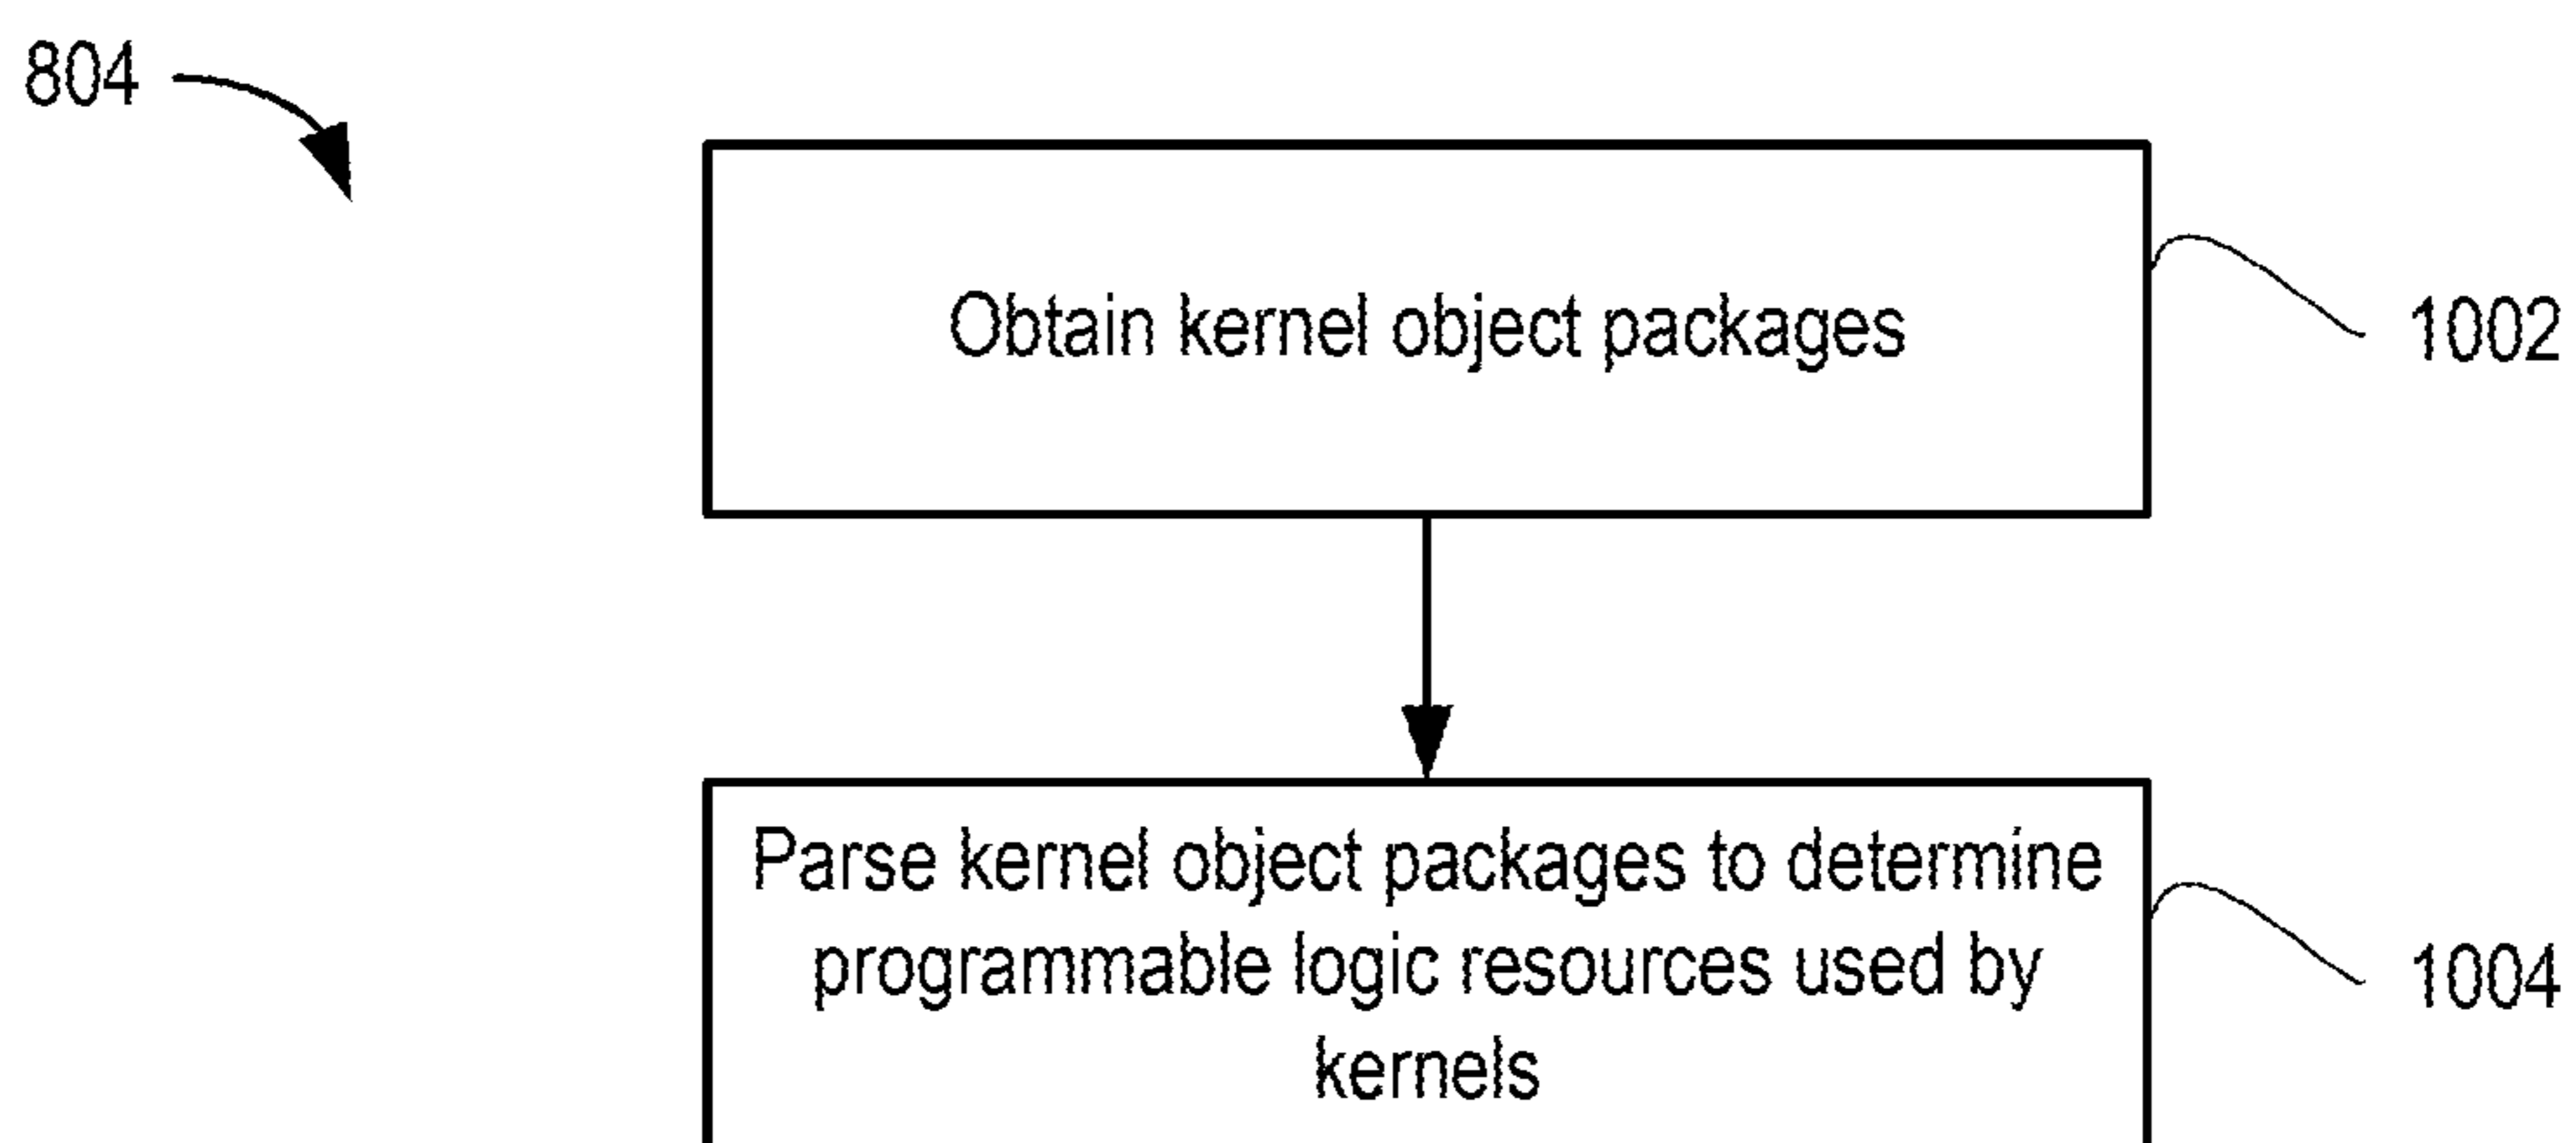 804
Obtain kernel object packages
1002
Parse kernel object packages to determine
programmable logic resources used by
kernels
1004